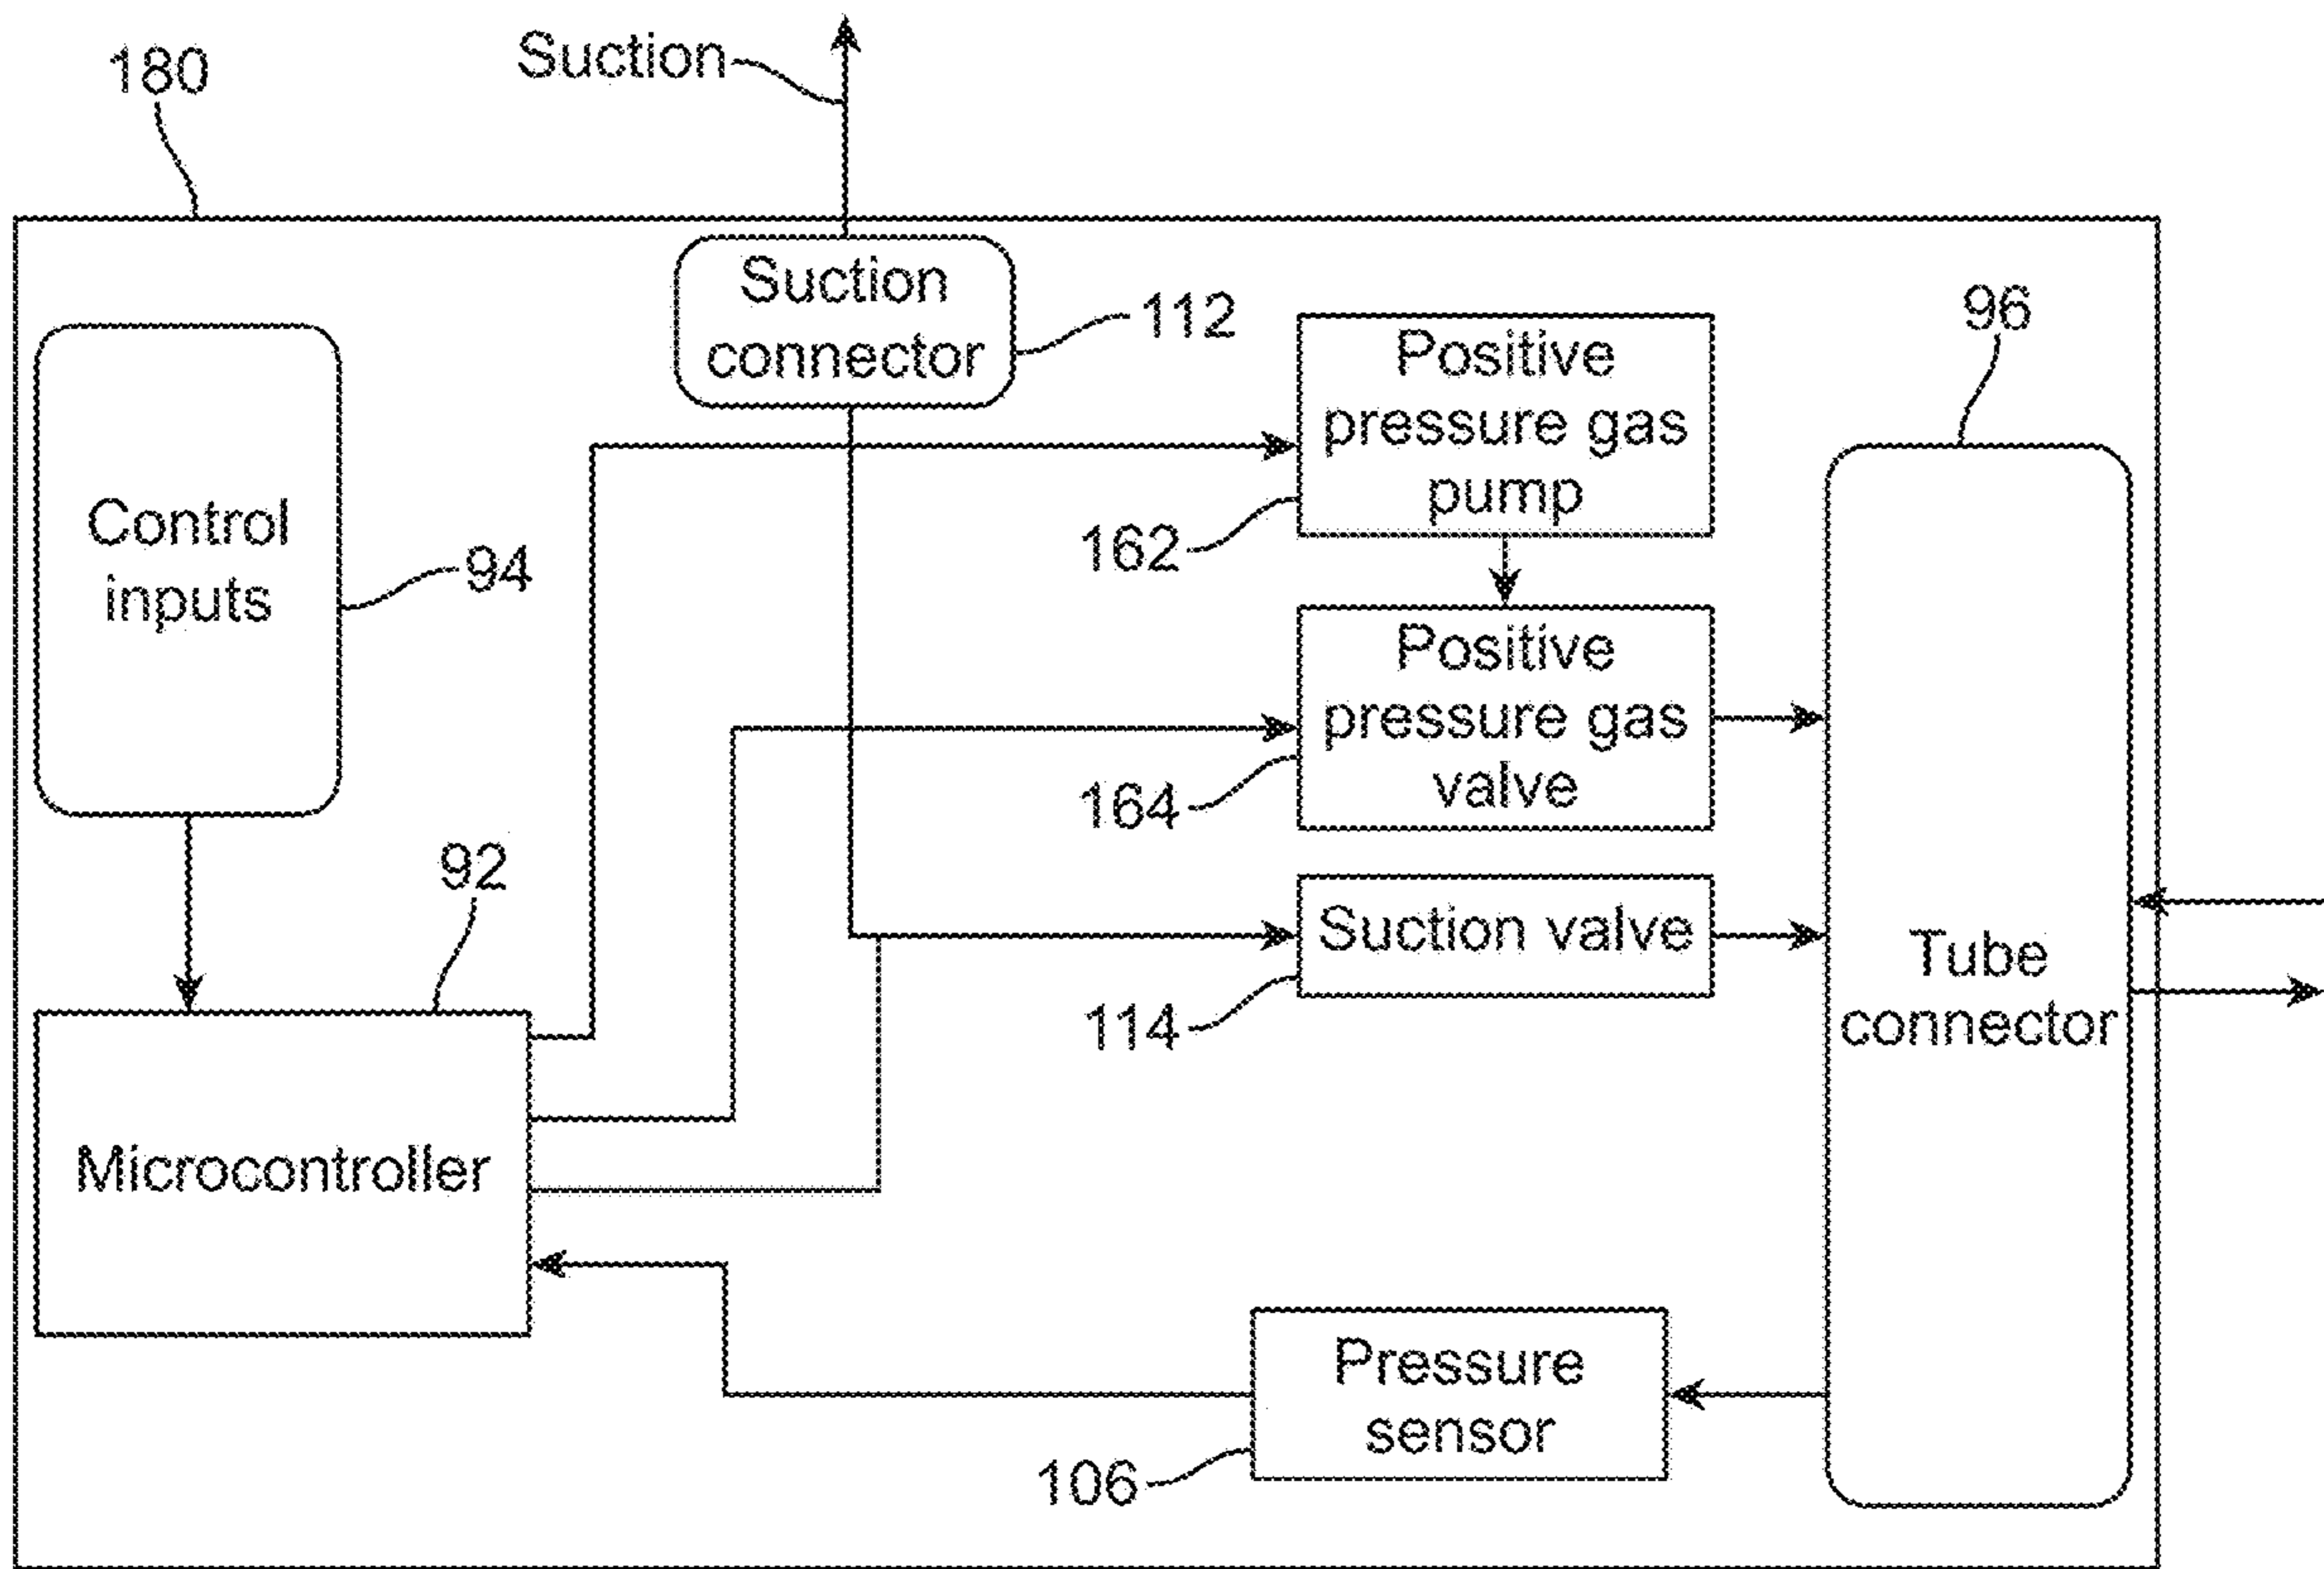 Suction
180
Suction
connector
112
Positive
pressure gas
pump
162
96
Control
inputs
94
Positive
pressure gas
valve
164
92
Suction valve
114
Tube
connector
Microcontroller
Pressure
sensor
106